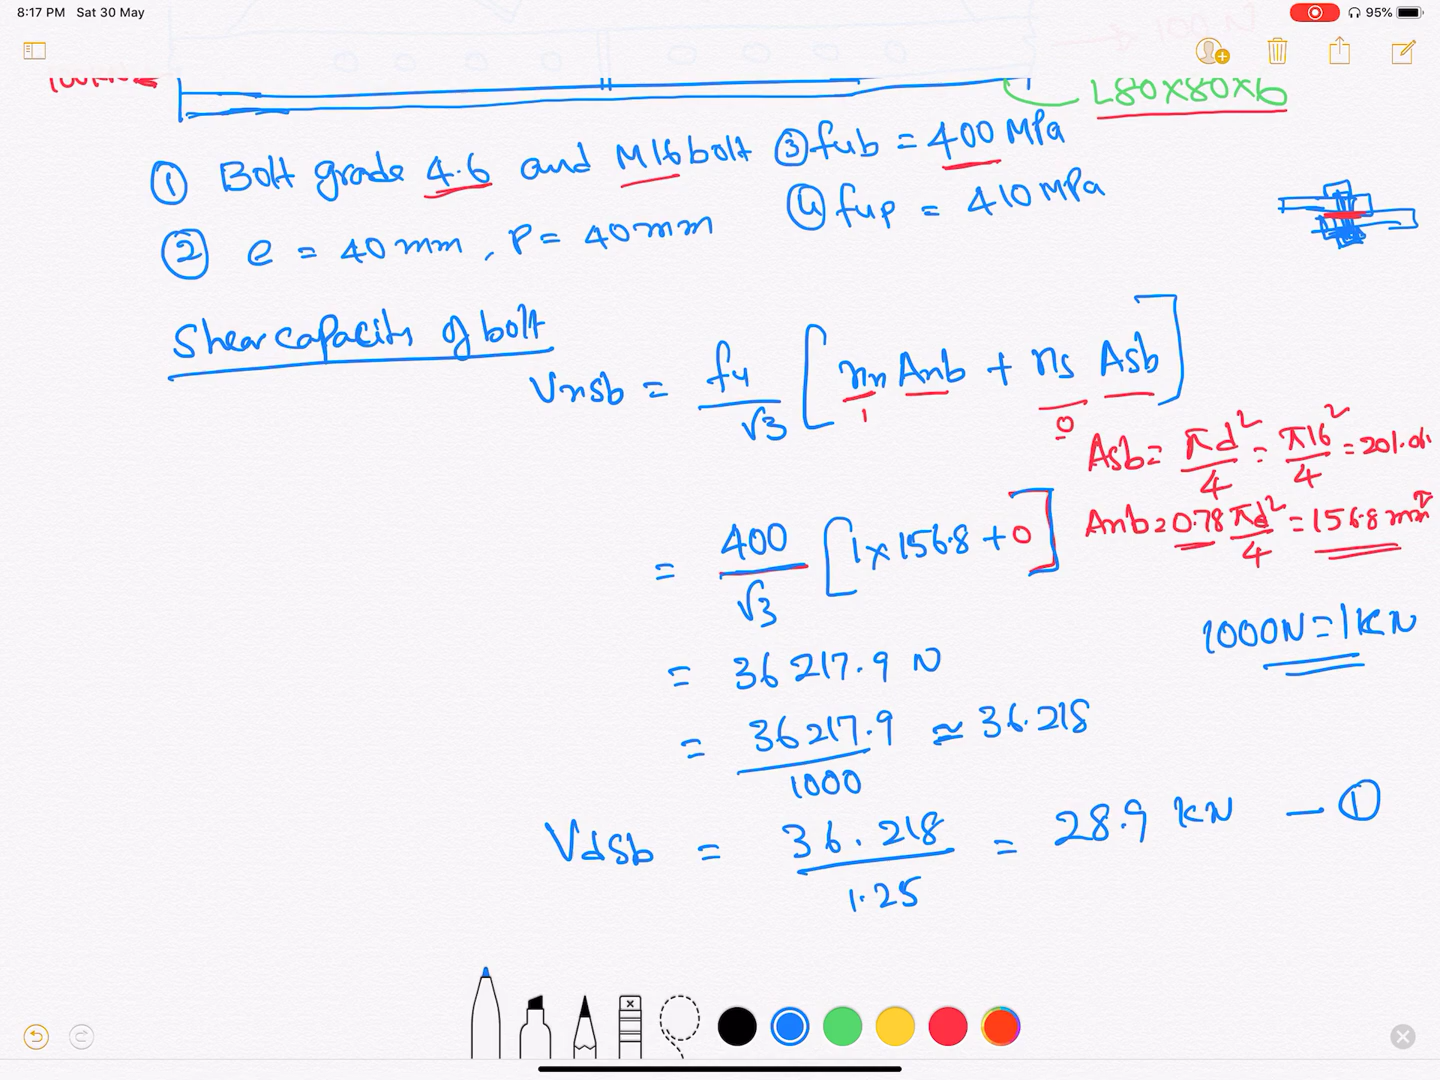 8:17 PM Sat 30 May
95%
L80X80X6
① Bolt grade 4.6 and M16 bolt ③ fub = 400 MPa
④ fup = 410 MPa
② e = 40mm, P = 40mm
Shear capacity of bolt
Vnsb = fu/√3 [nn Anb + ns Asb]
1 0
Asb = πd²/4 = π16²/4 = 201.06
Anb = 0.78 πd²/4 = 156.8 mm²
= 400/√3 [1 x 156.8 + 0]
1000N = 1KN
= 36217.9 N
= 36217.9/1000 ≃ 36.218
Vdsb = 36.218/1.25 = 28.9 KN — ①